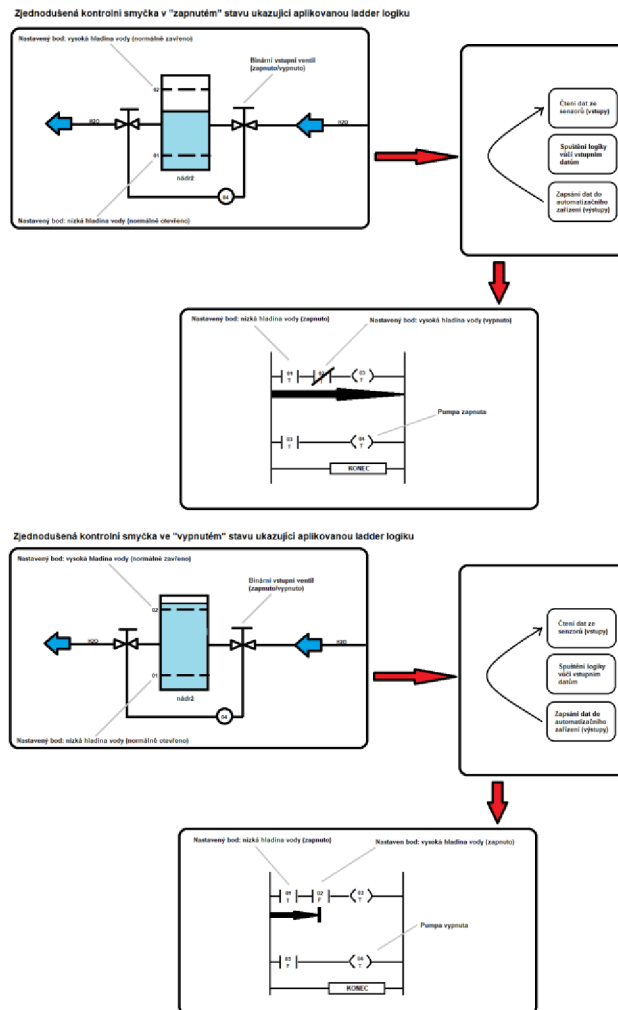 Zjednodušená kontrolní smyčka v "zapnutém" stavu ukazující aplikovanou ladder logiku
Nastavený bod: vysoká hladina vody (normálně zavřeno)
Binární vstupní ventil
(zapnuto/vypnuto)
02
H2O
H2O
01
nádrž
04
Nastavený bod: nízká hladina vody (normálně otevřeno)
Čtení dat ze
senzorů (vstupy)
Spuštění logiky
vůči vstupním
datům
Zapsání dat do
automatizačního
zařízení (výstupy)
Nastavený bod: nízká hladina vody (zapnuto)
Nastavený bod: vysoká hladina vody (vypnuto)
01
02
03
T
T
Pumpa zapnuta
03
04
T
T
KONEC
Zjednodušená kontrolní smyčka ve "vypnutém" stavu ukazující aplikovanou ladder logiku
Nastavený bod: vysoká hladina vody (normálně zavřeno)
Binární vstupní ventil
(zapnuto/vypnuto)
02
H2O
H2O
01
nádrž
04
Nastavený bod: nízká hladina vody (normálně otevřeno)
Čtení dat ze
senzorů (vstupy)
Spuštění logiky
vůči vstupním
datům
Zapsání dat do
automatizačního
zařízení (výstupy)
Nastavený bod: nízká hladina vody (zapnuto)
Nastaven bod: vysoká hladina vody (zapnuto)
01
02
03
F
T
Pumpa vypnuta
03
04
T
KONEC